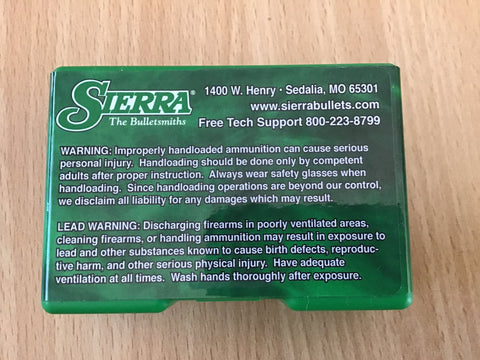 SIERRA®
The Bulletsmiths
1400 W. Henry • Sedalia, MO 65301
www.sierrabullets.com
Free Tech Support 800-223-8799
WARNING: Improperly handloaded ammunition can cause serious
personal injury. Handloading should be done only by competent
adults after proper instruction. Always wear safety glasses when
handloading. Since handloading operations are beyond our control,
we disclaim all liability for any damages which may result.
LEAD WARNING: Discharging firearms in poorly ventilated areas,
cleaning firearms, or handling ammunition may result in exposure to
lead and other substances known to cause birth defects, reproduc-
tive harm, and other serious physical injury. Have adequate
ventilation at all times. Wash hands thoroughly after exposure.